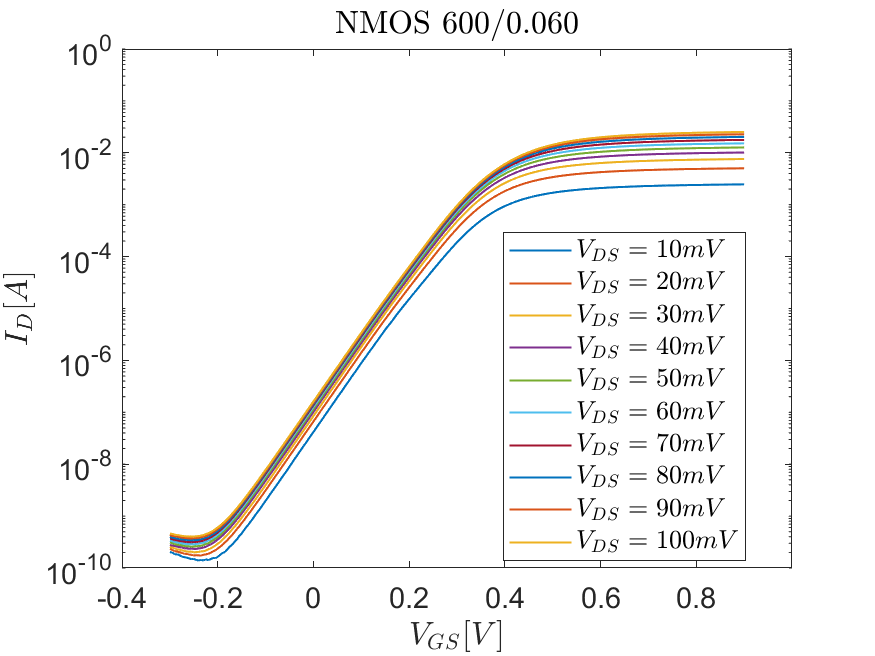 NMOS 600/0.060
10^0
10^-2
10^-4
10^-6
10^-8
10^-10
I_D[A]
V_DS = 10mV
V_DS = 20mV
V_DS = 30mV
V_DS = 40mV
V_DS = 50mV
V_DS = 60mV
V_DS = 70mV
V_DS = 80mV
V_DS = 90mV
V_DS = 100mV
-0.4 -0.2 0 0.2 0.4 0.6 0.8
V_GS[V]